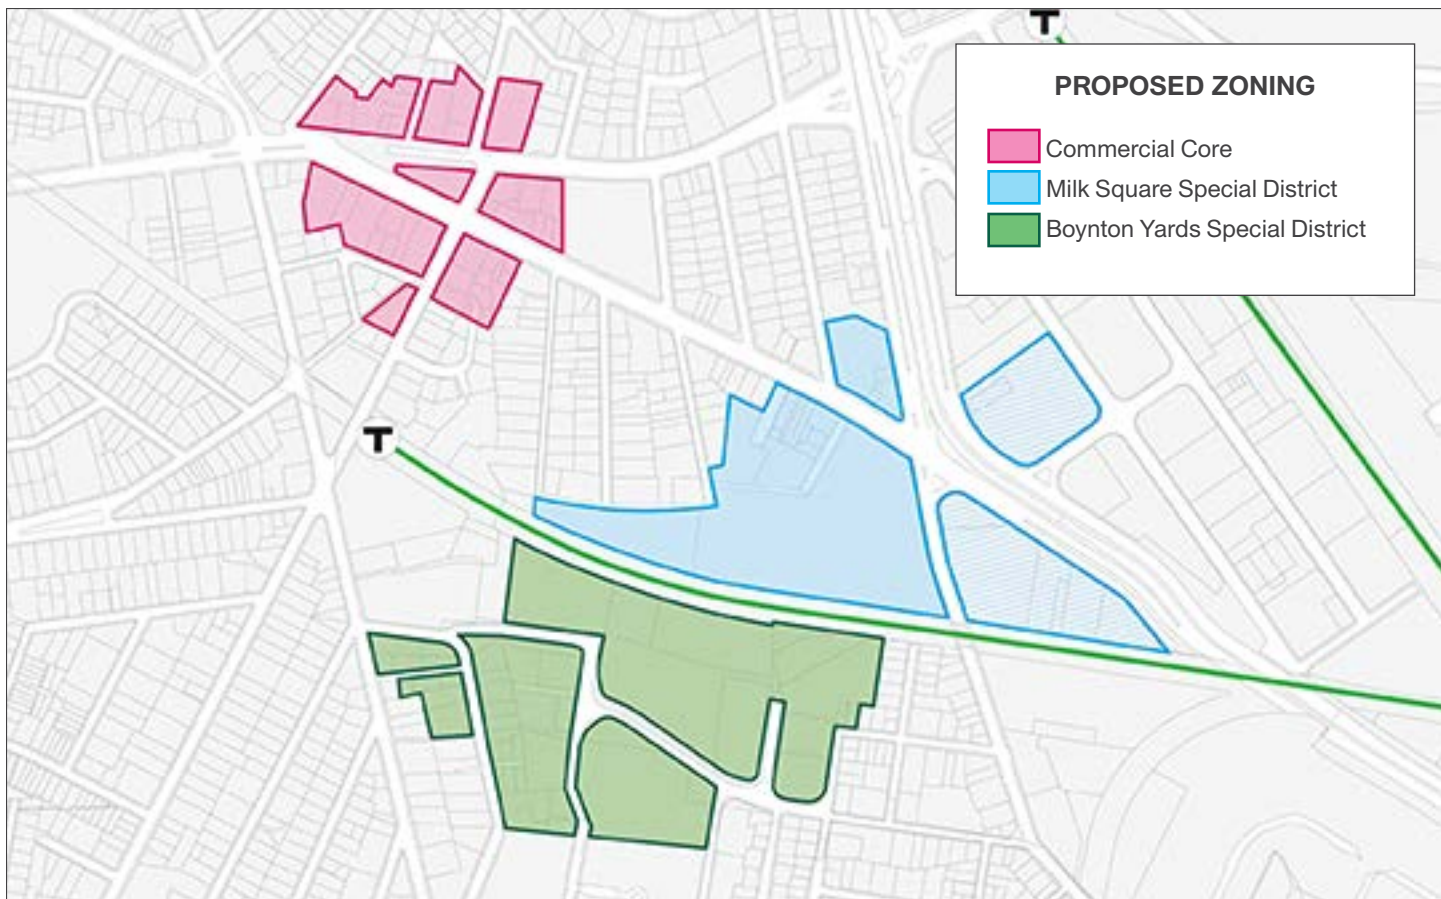 T
PROPOSED ZONING
Commercial Core
Milk Square Special District
Boynton Yards Special District
T